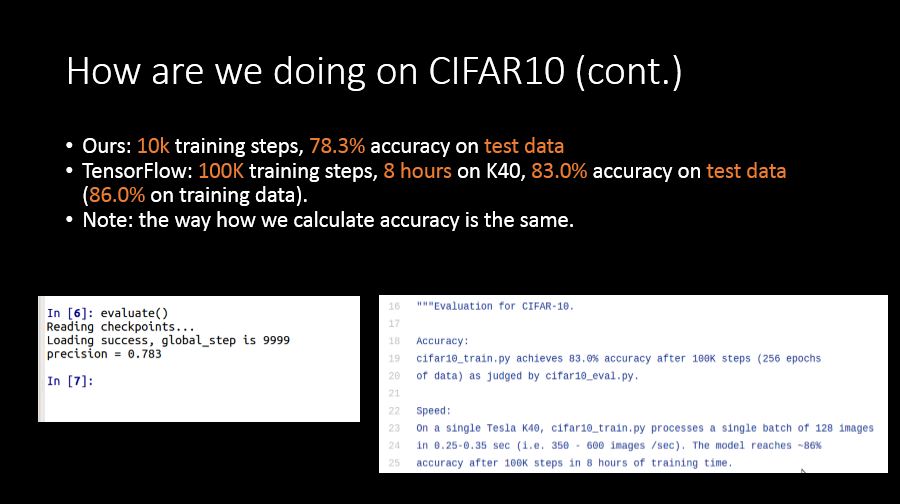 How are we doing on CIFAR10 (cont.)
• Ours: 10k training steps, 78.3% accuracy on test data
• TensorFlow: 100K training steps, 8 hours on K40, 83.0% accuracy on test data
(86.0% on training data).
• Note: the way how we calculate accuracy is the same.
In [6]: evaluate()
Reading checkpoints...
Loading success, global_step is 9999
precision = 0.783
In [7]:
16 """Evaluation for CIFAR-10.
17
18 Accuracy:
19 cifar10_train.py achieves 83.0% accuracy after 100K steps (256 epochs
20 of data) as judged by cifar10_eval.py.
21
22 Speed:
23 On a single Tesla K40, cifar10_train.py processes a single batch of 128 images
24 in 0.25-0.35 sec (i.e. 350 - 600 images /sec). The model reaches ~86%
25 accuracy after 100K steps in 8 hours of training time.